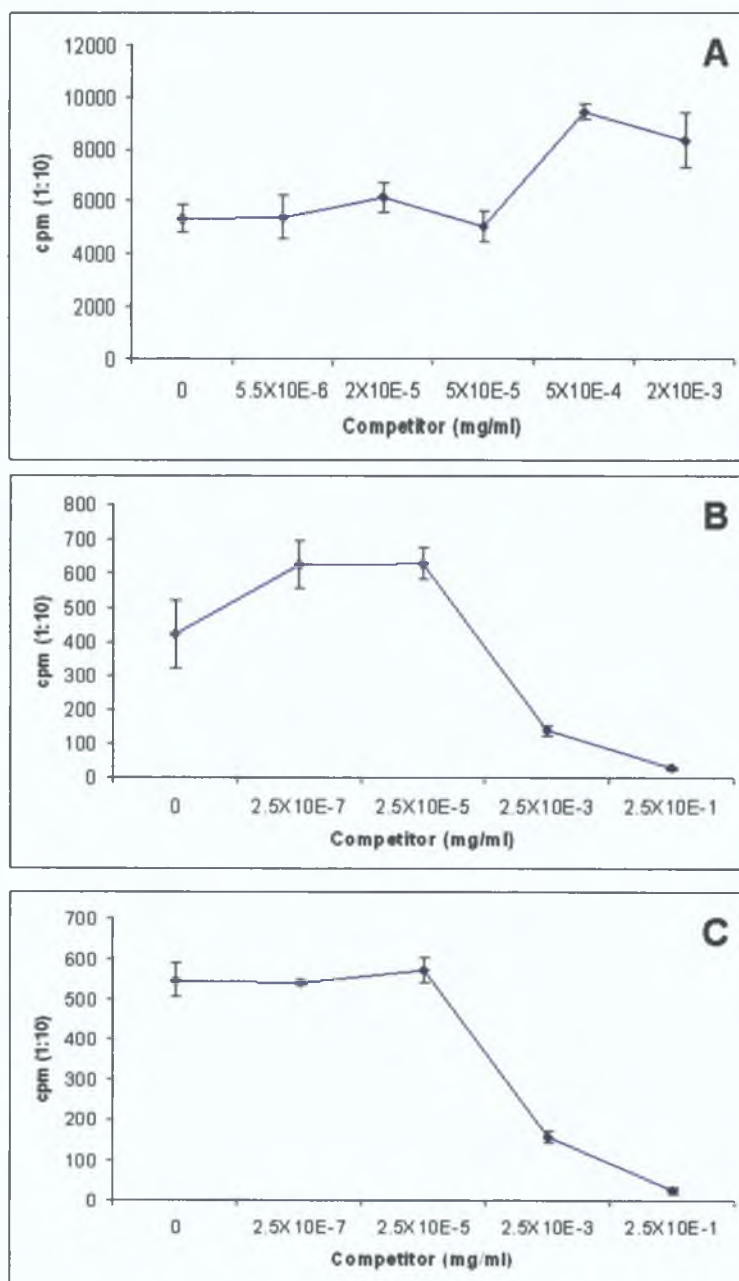 A
12000
10000
8000
6000
4000
2000
0
cpm (1:10)
0 5.5X10E-6 2X10E-5 5X10E-5 5X10E-4 2X10E-3
Competitor (mg/ml)
B
800
700
600
500
400
300
200
100
0
cpm (1:10)
0 2.5X10E-7 2.5X10E-5 2.5X10E-3 2.5X10E-1
Competitor (mg/ml)
C
700
600
500
400
300
200
100
0
cpm (1:10)
0 2.5X10E-7 2.5X10E-5 2.5X10E-3 2.5X10E-1
Competitor (mg/ml)